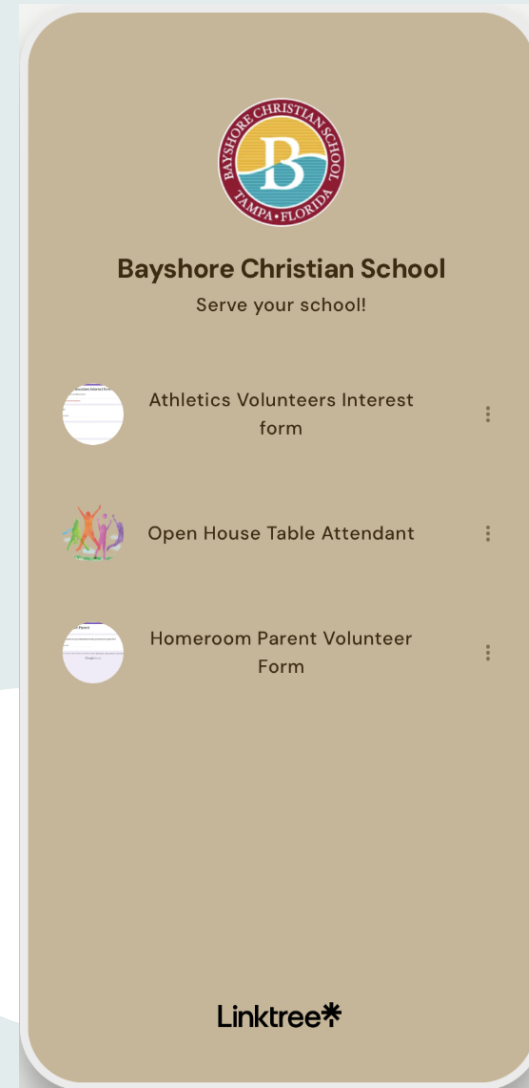 BAYSHORE CHRISTIAN SCHOOL
B
TAMPA • FLORIDA
Bayshore Christian School
Serve your school!
Athletics Volunteers Interest
form
Open House Table Attendant
Homeroom Parent Volunteer
Form
Linktree*